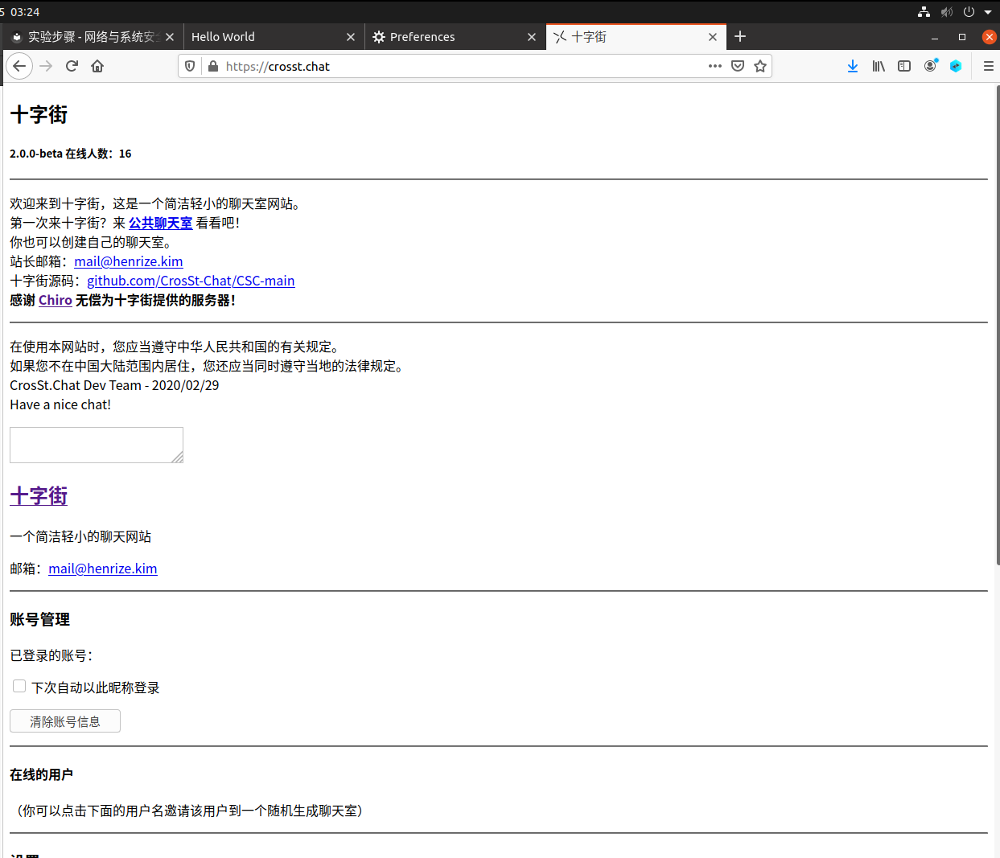 5 03:24
实验步骤 - 网络与系统安全
Hello World
Preferences
十字街
https://crosst.chat
十字街
2.0.0-beta 在线人数：16
欢迎来到十字街，这是一个简洁轻小的聊天室网站。
第一次来十字街？来 公共聊天室 看看吧！
你也可以创建自己的聊天室。
站长邮箱：mail@henrize.kim
十字街源码：github.com/CrosSt-Chat/CSC-main
感谢 Chiro 无偿为十字街提供的服务器！
在使用本网站时，您应当遵守中华人民共和国的有关规定。
如果您不在中国大陆范围内居住，您还应当同时遵守当地的法律规定。
CrosSt.Chat Dev Team - 2020/02/29
Have a nice chat!
十字街
一个简洁轻小的聊天网站
邮箱：mail@henrize.kim
账号管理
已登录的账号：
下次自动以此昵称登录
清除账号信息
在线的用户
（你可以点击下面的用户名邀请该用户到一个随机生成聊天室）
设置